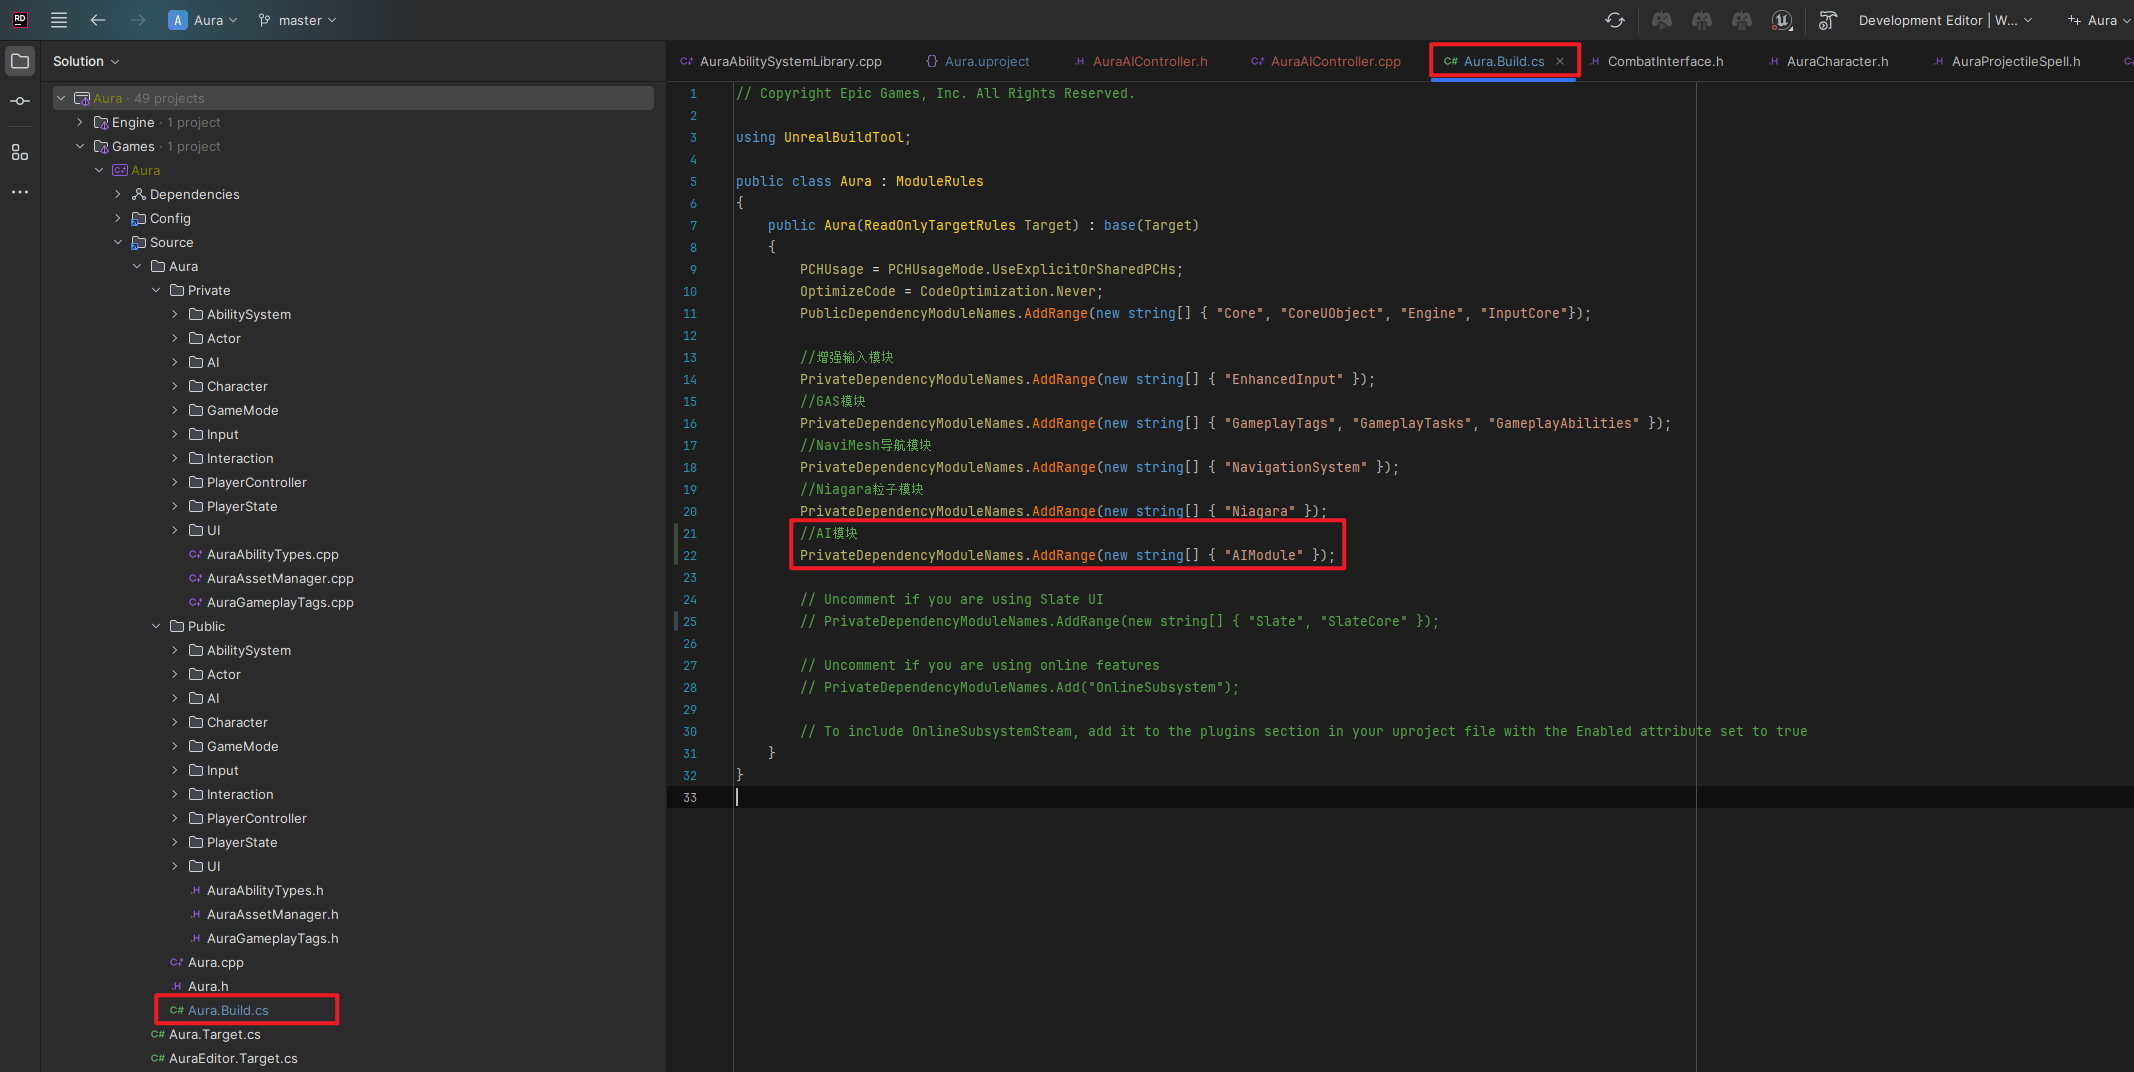 RD
A Aura
master
Development Editor | W...
Aura
Solution
Aura · 49 projects
Engine · 1 project
Games · 1 project
Aura
Dependencies
Config
Source
Aura
Private
AbilitySystem
Actor
AI
Character
GameMode
Input
Interaction
PlayerController
PlayerState
UI
AuraAbilityTypes.cpp
AuraAssetManager.cpp
AuraGameplayTags.cpp
Public
AbilitySystem
Actor
AI
Character
GameMode
Input
Interaction
PlayerController
PlayerState
UI
.H AuraAbilityTypes.h
.H AuraAssetManager.h
.H AuraGameplayTags.h
Aura.cpp
.H Aura.h
C# Aura.Build.cs
C# Aura.Target.cs
C# AuraEditor.Target.cs
AuraAbilitySystemLibrary.cpp
{} Aura.uproject
.H AuraAIController.h
AuraAIController.cpp
C# Aura.Build.cs ×
.H CombatInterface.h
.H AuraCharacter.h
.H AuraProjectileSpell.h
1 // Copyright Epic Games, Inc. All Rights Reserved.
2
3 using UnrealBuildTool;
4
5 public class Aura : ModuleRules
6 {
7 public Aura(ReadOnlyTargetRules Target) : base(Target)
8 {
9 PCHUsage = PCHUsageMode.UseExplicitOrSharedPCHs;
10 OptimizeCode = CodeOptimization.Never;
11 PublicDependencyModuleNames.AddRange(new string[] { "Core", "CoreUObject", "Engine", "InputCore"});
12
13 //增强输入模块
14 PrivateDependencyModuleNames.AddRange(new string[] { "EnhancedInput" });
15 //GAS模块
16 PrivateDependencyModuleNames.AddRange(new string[] { "GameplayTags", "GameplayTasks", "GameplayAbilities" });
17 //NaviMesh导航模块
18 PrivateDependencyModuleNames.AddRange(new string[] { "NavigationSystem" });
19 //Niagara粒子模块
20 PrivateDependencyModuleNames.AddRange(new string[] { "Niagara" });
21 //AI模块
22 PrivateDependencyModuleNames.AddRange(new string[] { "AIModule" });
23
24 // Uncomment if you are using Slate UI
25 // PrivateDependencyModuleNames.AddRange(new string[] { "Slate", "SlateCore" });
26
27 // Uncomment if you are using online features
28 // PrivateDependencyModuleNames.Add("OnlineSubsystem");
29
30 // To include OnlineSubsystemSteam, add it to the plugins section in your uproject file with the Enabled attribute set to true
31 }
32 }
33